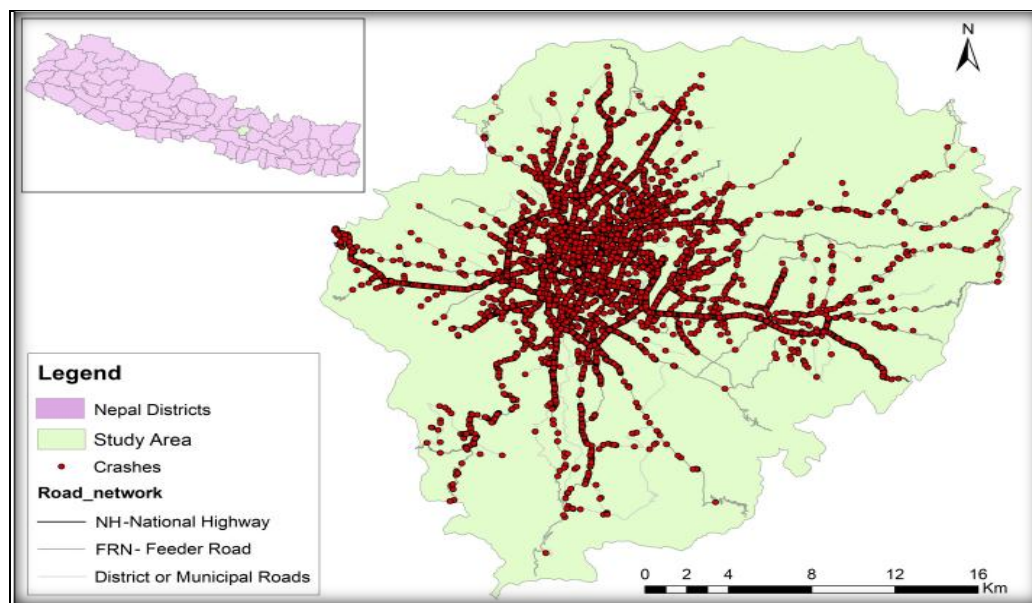 N
Legend
Nepal Districts
Study Area
Crashes
Road_network
NH-National Highway
FRN- Feeder Road
District or Municipal Roads
0 2 4 8 12 16
Km